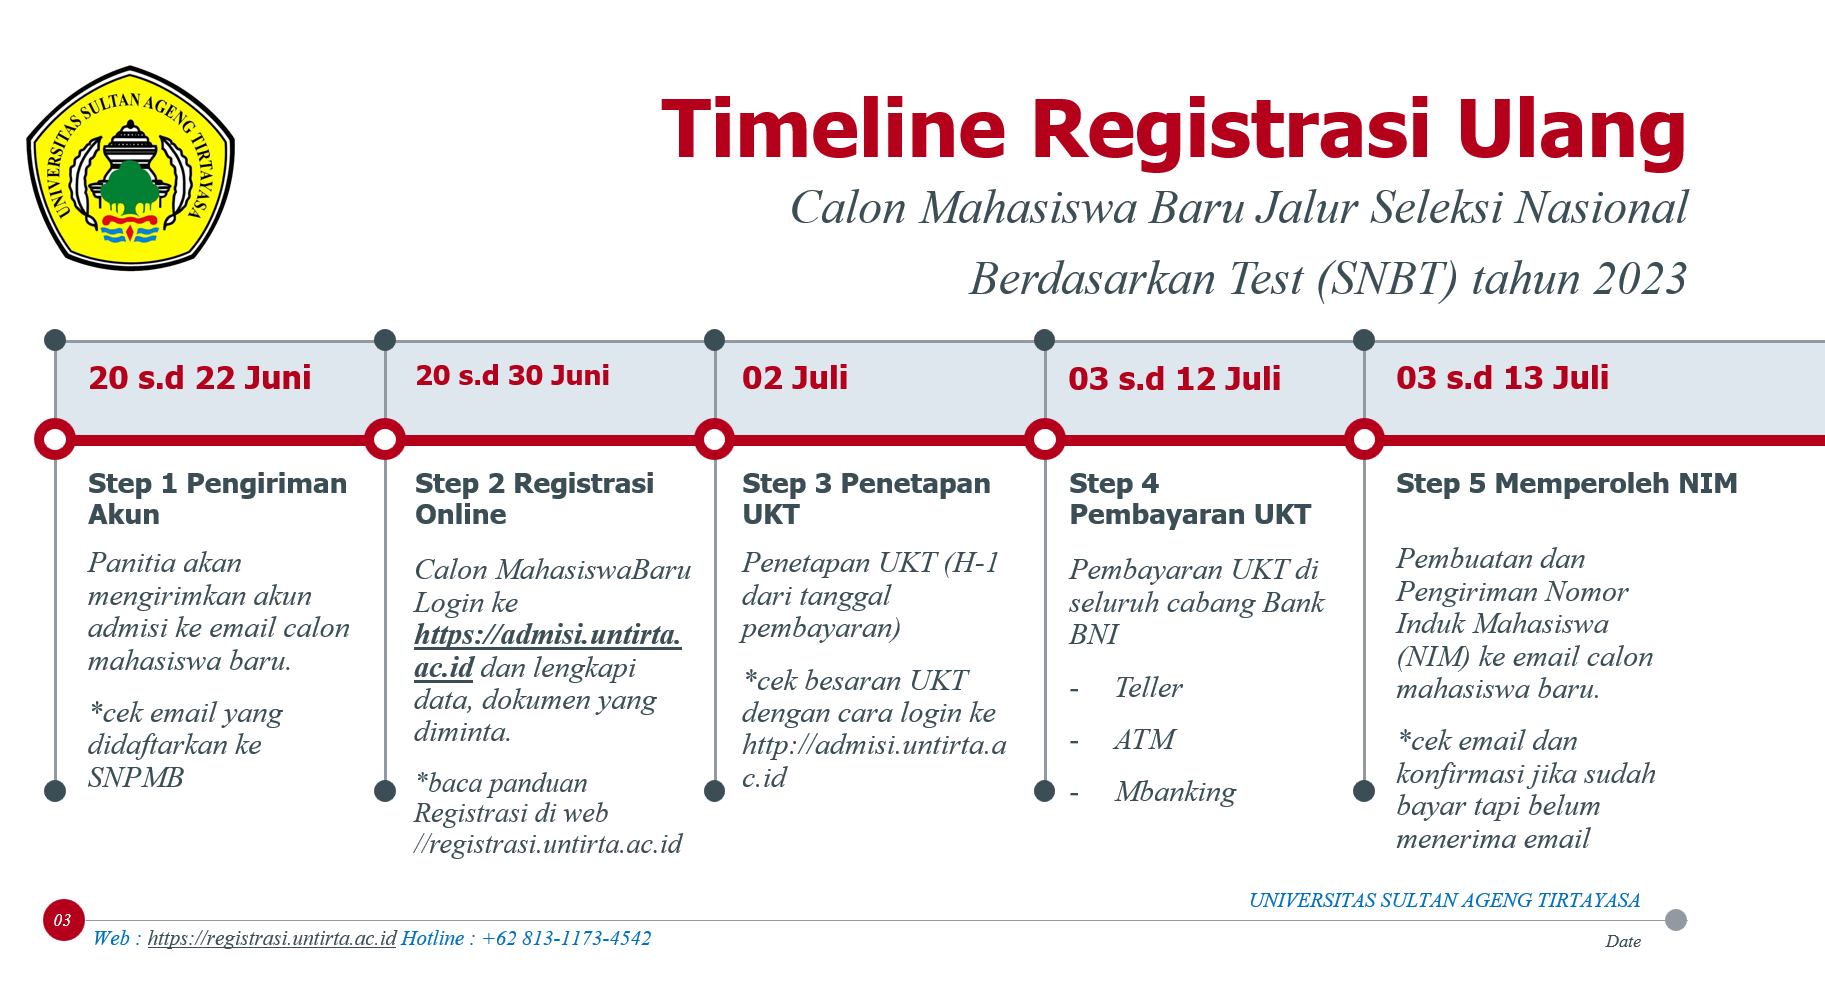 UNIVERSITAS SULTAN AGENG TIRTAYASA
Timeline Registrasi Ulang
Calon Mahasiswa Baru Jalur Seleksi Nasional
Berdasarkan Test (SNBT) tahun 2023
20 s.d 22 Juni
20 s.d 30 Juni
02 Juli
03 s.d 12 Juli
03 s.d 13 Juli
Step 1 Pengiriman
Akun
Panitia akan
mengirimkan akun
admisi ke email calon
mahasiswa baru.
*cek email yang
didaftarkan ke
SNPMB
Step 2 Registrasi
Online
Calon MahasiswaBaru
Login ke
https://admisi.untirta.
ac.id dan lengkapi
data, dokumen yang
diminta.
*baca panduan
Registrasi di web
//registrasi.untirta.ac.id
Step 3 Penetapan
UKT
Penetapan UKT (H-1
dari tanggal
pembayaran)
*cek besaran UKT
dengan cara login ke
http://admisi.untirta.a
c.id
Step 4
Pembayaran UKT
Pembayaran UKT di
seluruh cabang Bank
BNI
- Teller
- ATM
- Mbanking
Step 5 Memperoleh NIM
Pembuatan dan
Pengiriman Nomor
Induk Mahasiswa
(NIM) ke email calon
mahasiswa baru.
*cek email dan
konfirmasi jika sudah
bayar tapi belum
menerima email
UNIVERSITAS SULTAN AGENG TIRTAYASA
03
Web : https://registrasi.untirta.ac.id Hotline : +62 813-1173-4542
Date